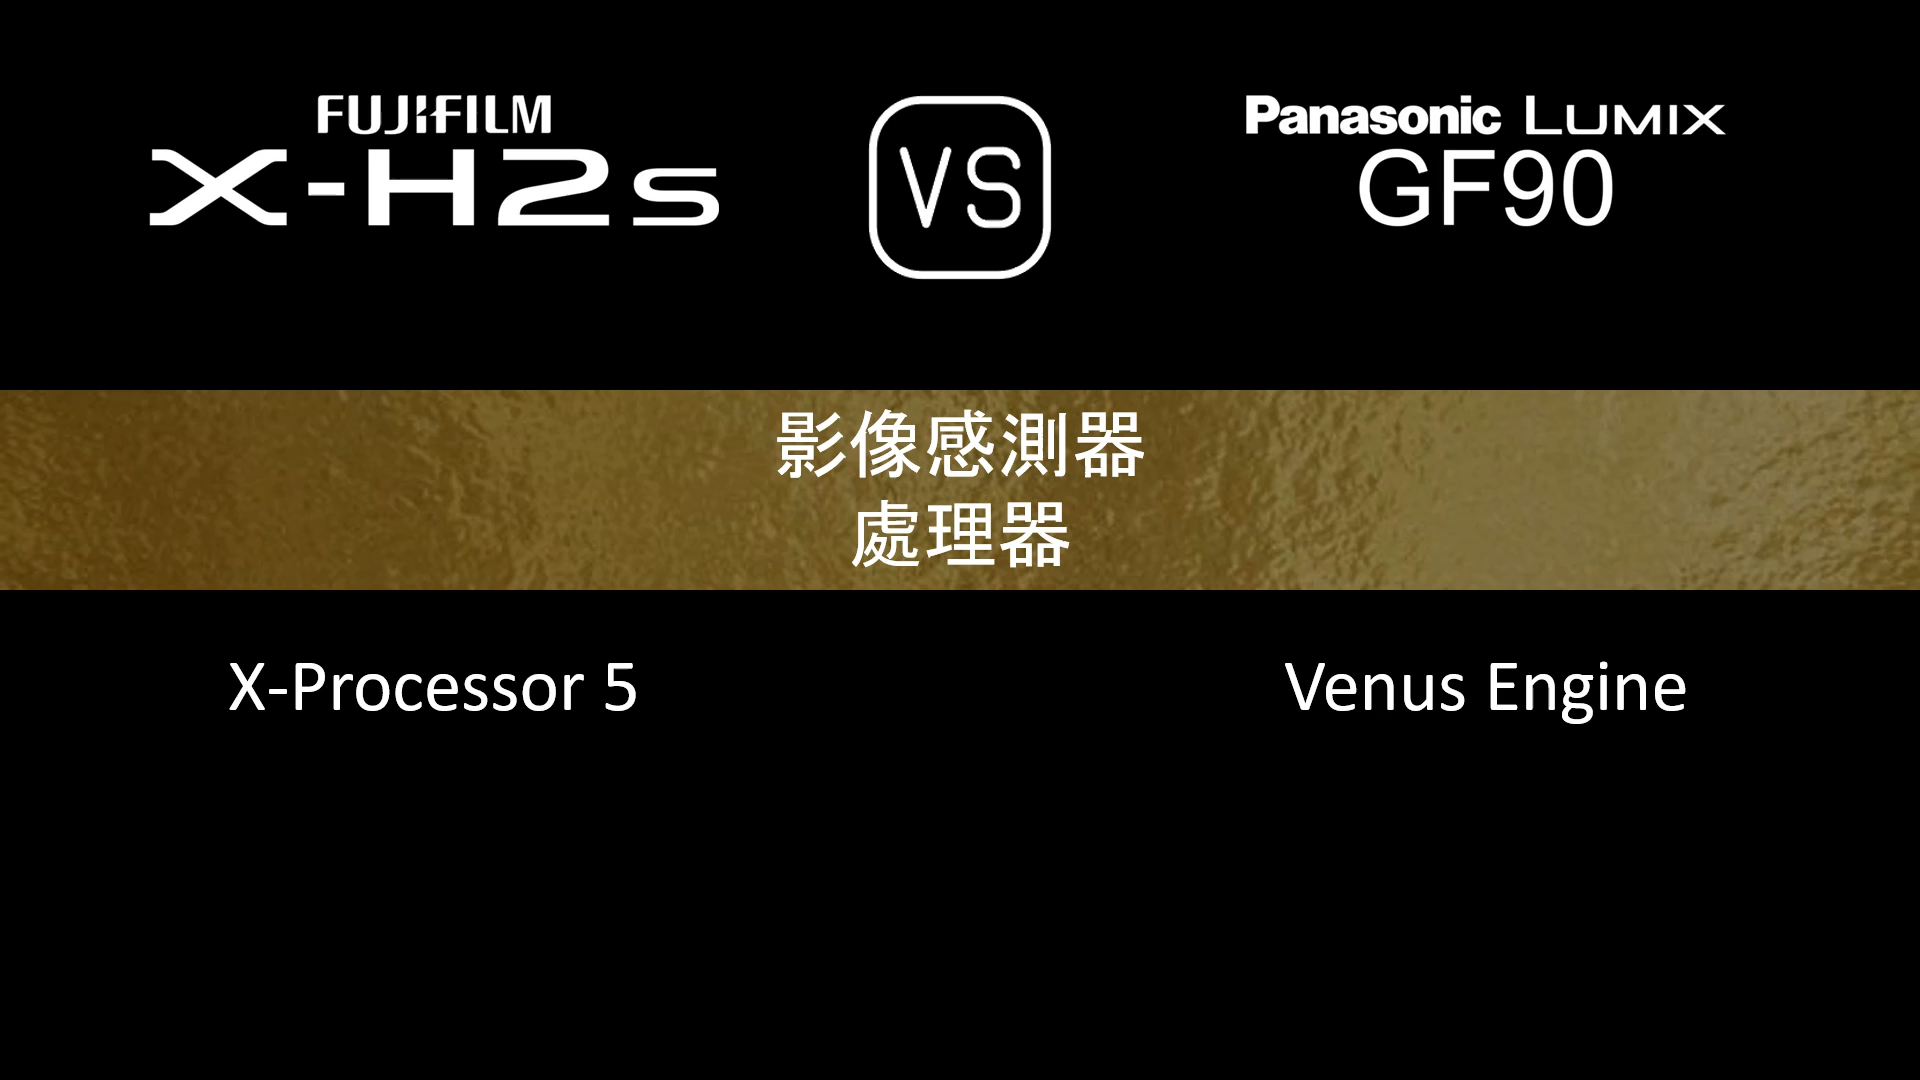 FUJIFILM
X-H2s
VS
Panasonic LUMIX
GF90
影像感測器
處理器
X-Processor 5
Venus Engine